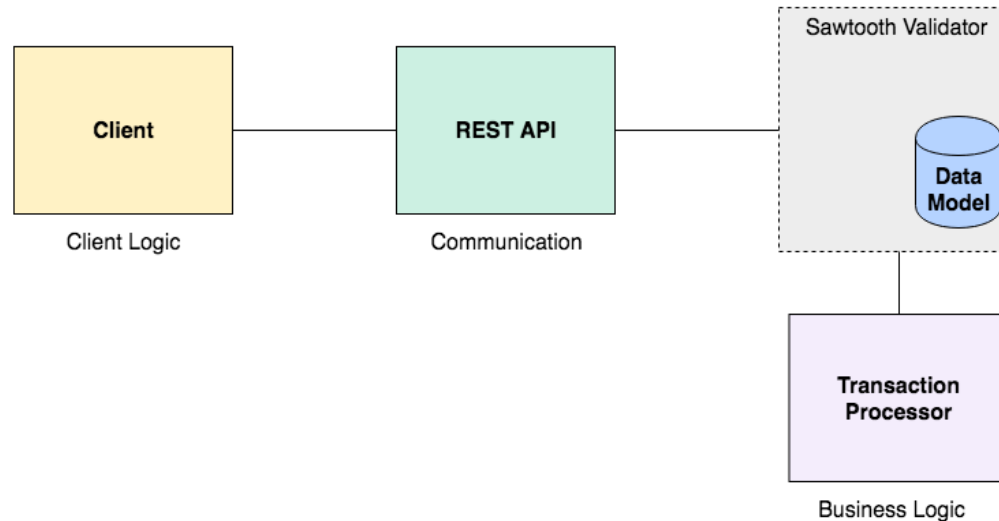 Sawtooth Validator
Client
REST API
Data
Model
Client Logic
Communication
Transaction
Processor
Business Logic